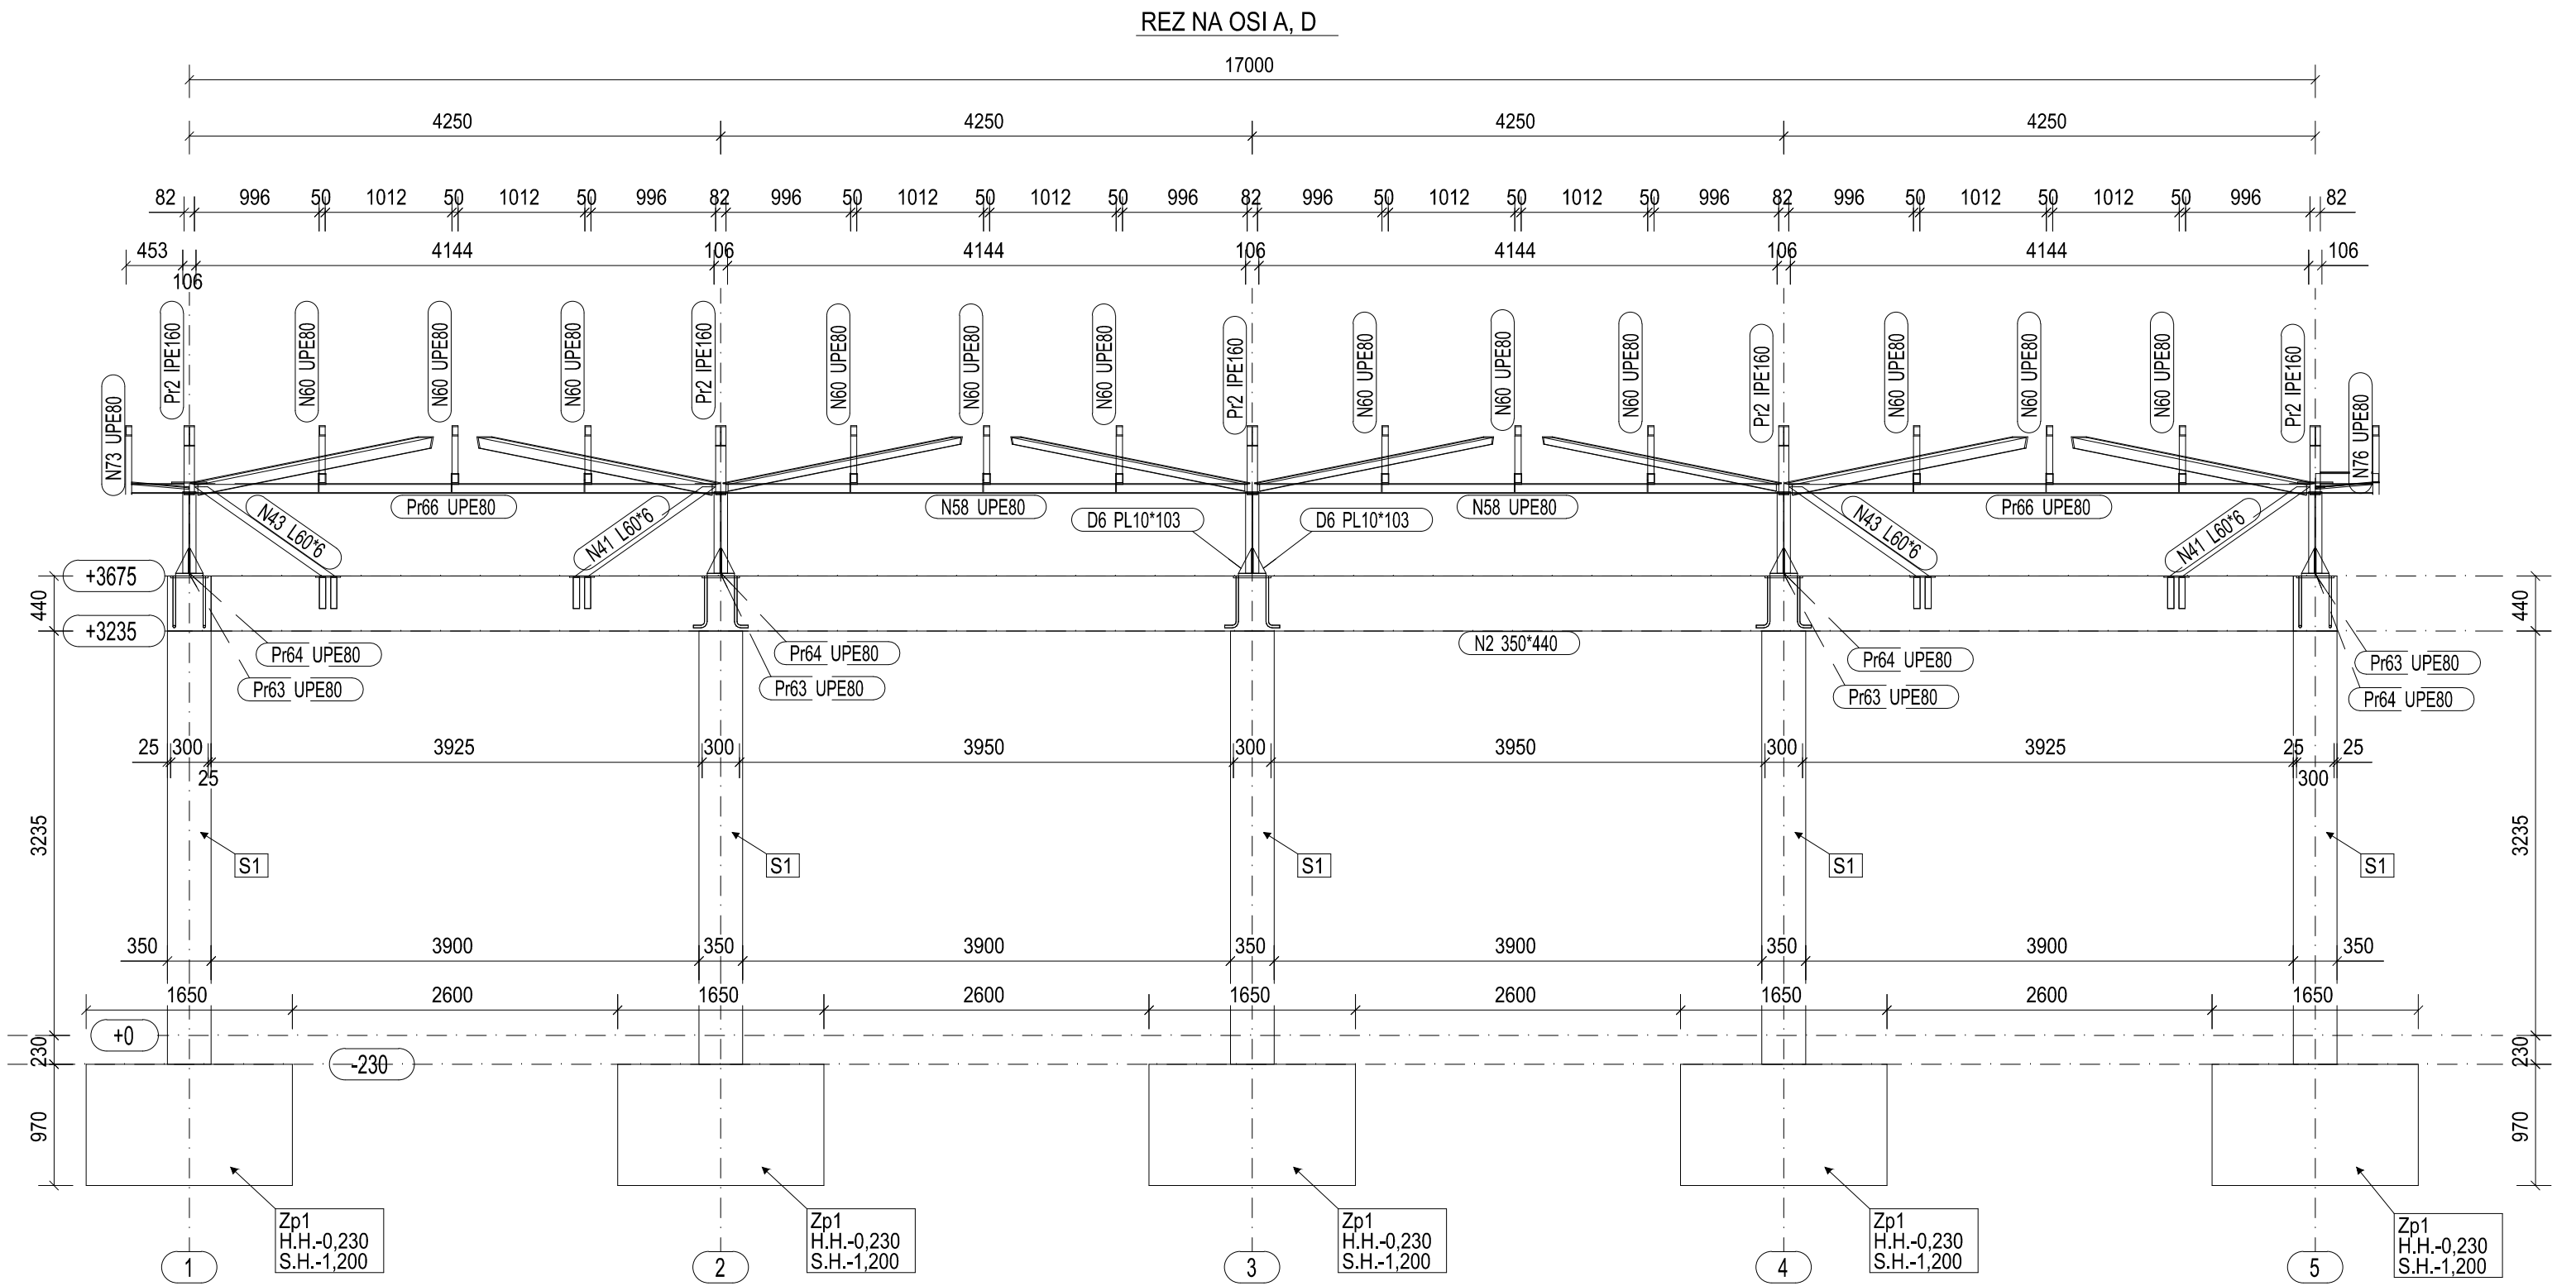 REZ NA OSI A, D
17000
4250 4250 4250 4250
82 996 50 1012 50 1012 50 996 82 996 50 1012 50 1012 50 996 82 996 50 1012 50 1012 50 996 82 996 50 1012 50 1012 50 996 82
453 106 4144 106 4144 106 4144 106 4144 106
N73 UPE80
Pr2 IPE160
N60 UPE80
N60 UPE80
N60 UPE80
Pr2 IPE160
N60 UPE80
N60 UPE80
N60 UPE80
Pr2 IPE160
N60 UPE80
N60 UPE80
N60 UPE80
Pr2 IPE160
N60 UPE80
N60 UPE80
N60 UPE80
Pr2 IPE160
N76 UPE80
N43 L60*6
Pr66 UPE80
N41 L60*6
N58 UPE80
D6 PL10*103
D6 PL10*103
N58 UPE80
N43 L60*6
Pr66 UPE80
N41 L60*6
+3675
440
440
+3235
N2 350*440
Pr64 UPE80
Pr63 UPE80
Pr64 UPE80
Pr63 UPE80
Pr64 UPE80
Pr63 UPE80
Pr63 UPE80
Pr64 UPE80
25 300 25 3925 300 3950 300 3950 300 3925 25 300 25
3235
3235
S1
S1
S1
S1
S1
350 3900 350 3900 350 3900 350 3900 350
1650 2600 1650 2600 1650 2600 1650 2600 1650
+0
230
230
-230
970
970
Zp1
H.H.-0,230
S.H.-1,200
Zp1
H.H.-0,230
S.H.-1,200
Zp1
H.H.-0,230
S.H.-1,200
Zp1
H.H.-0,230
S.H.-1,200
Zp1
H.H.-0,230
S.H.-1,200
1 2 3 4 5